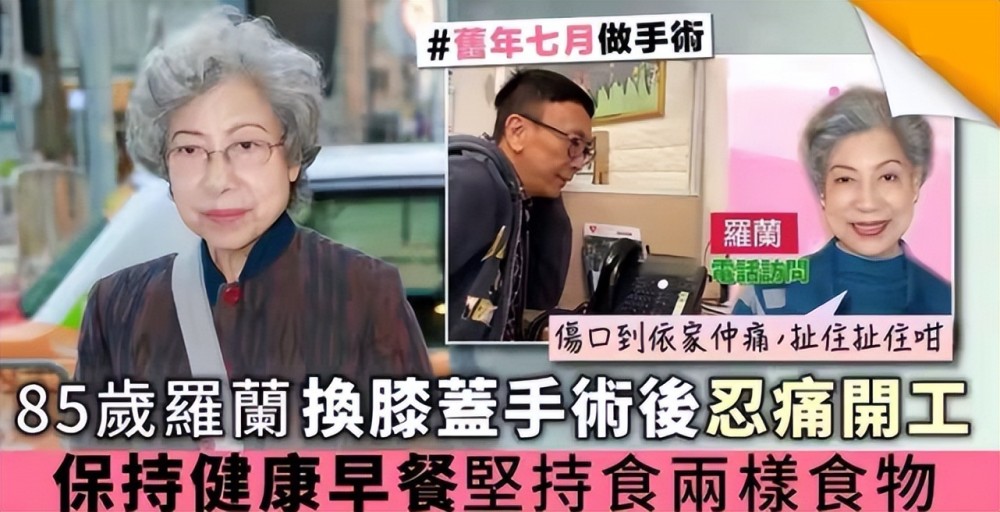 #舊年七月做手術
羅蘭
電話訪問
傷口到依家仲痛,扯住扯住咁
85歲羅蘭換膝蓋手術後忍痛開工
保持健康早餐堅持食兩樣食物